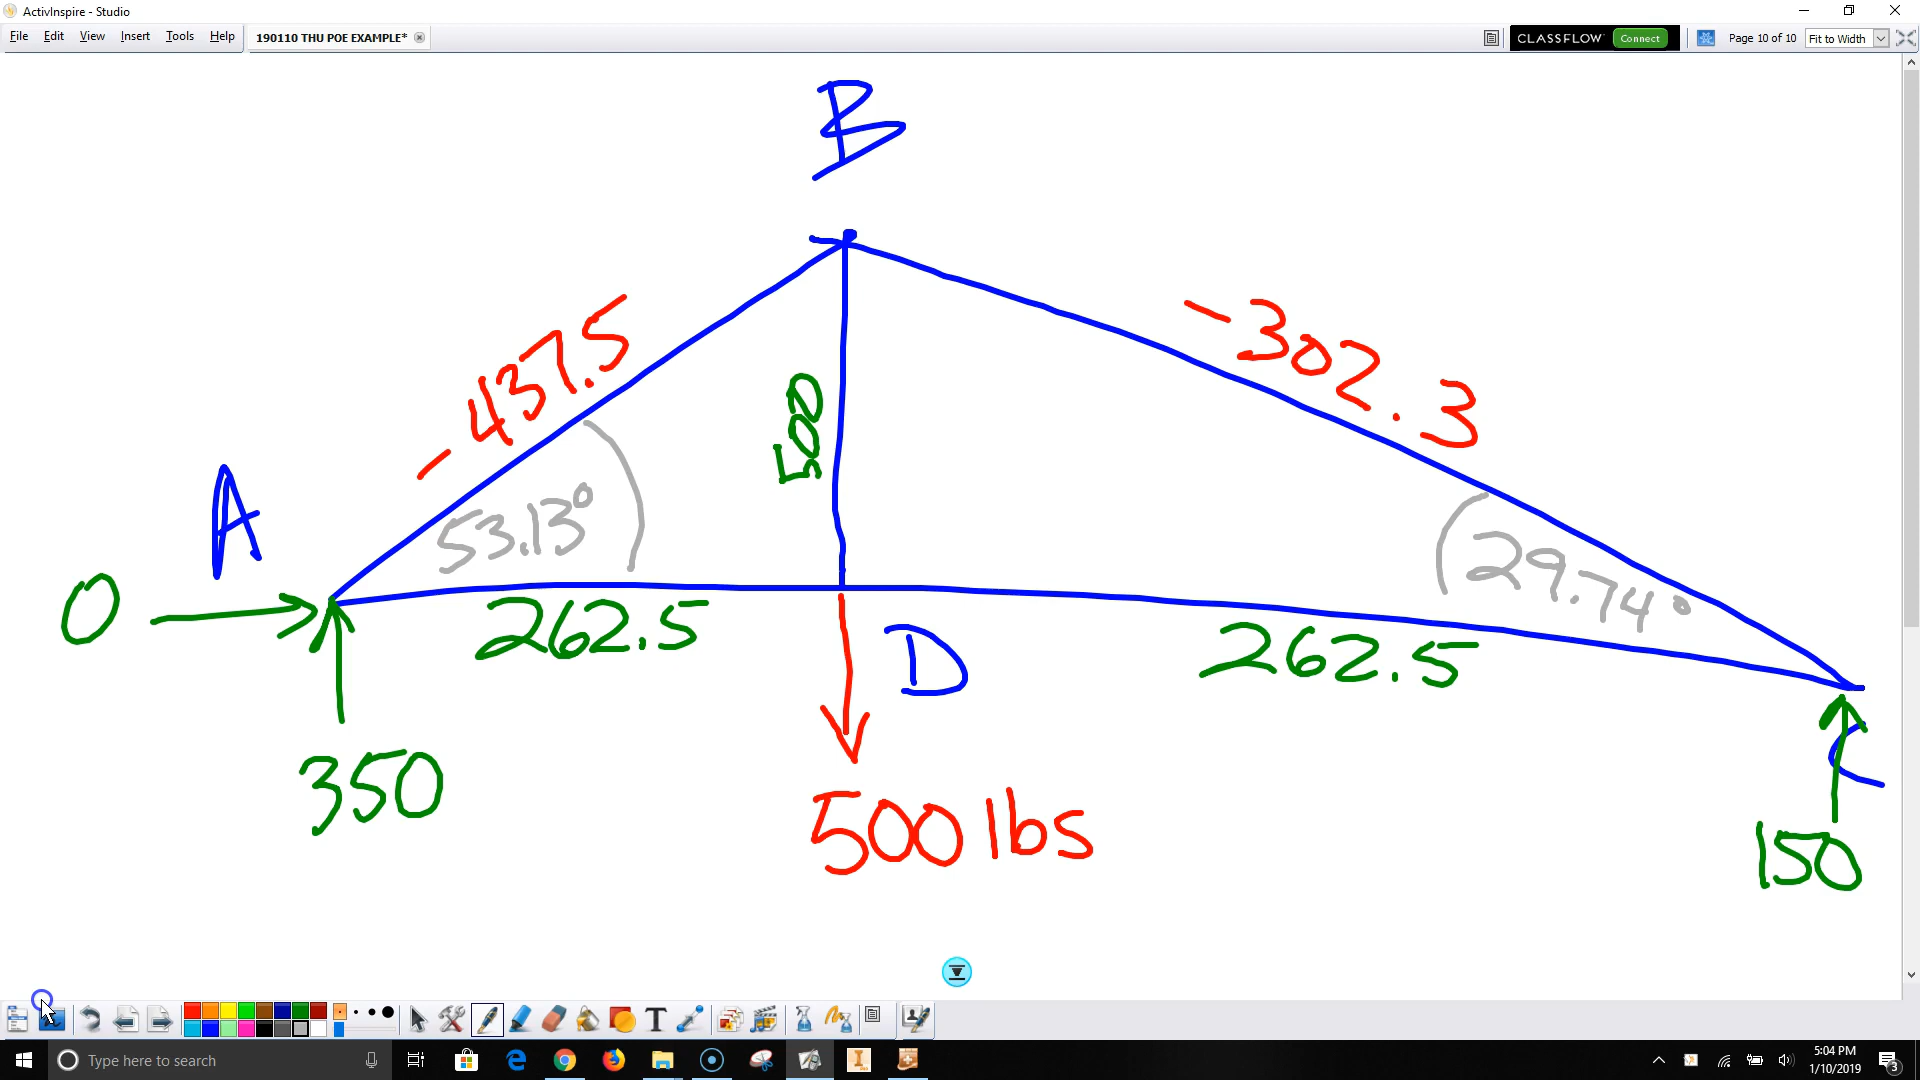 ActivInspire - Studio
File Edit View Insert Tools Help
190110 THU POE EXAMPLE*
CLASSFLOW Connect
Page 10 of 10 Fit to Width
B
-437.5
-302.3
500
A
53.13°
29.74°
0
262.5
262.5
D
C
350
500 lbs
150
T
Type here to search
5:04 PM
1/10/2019
3